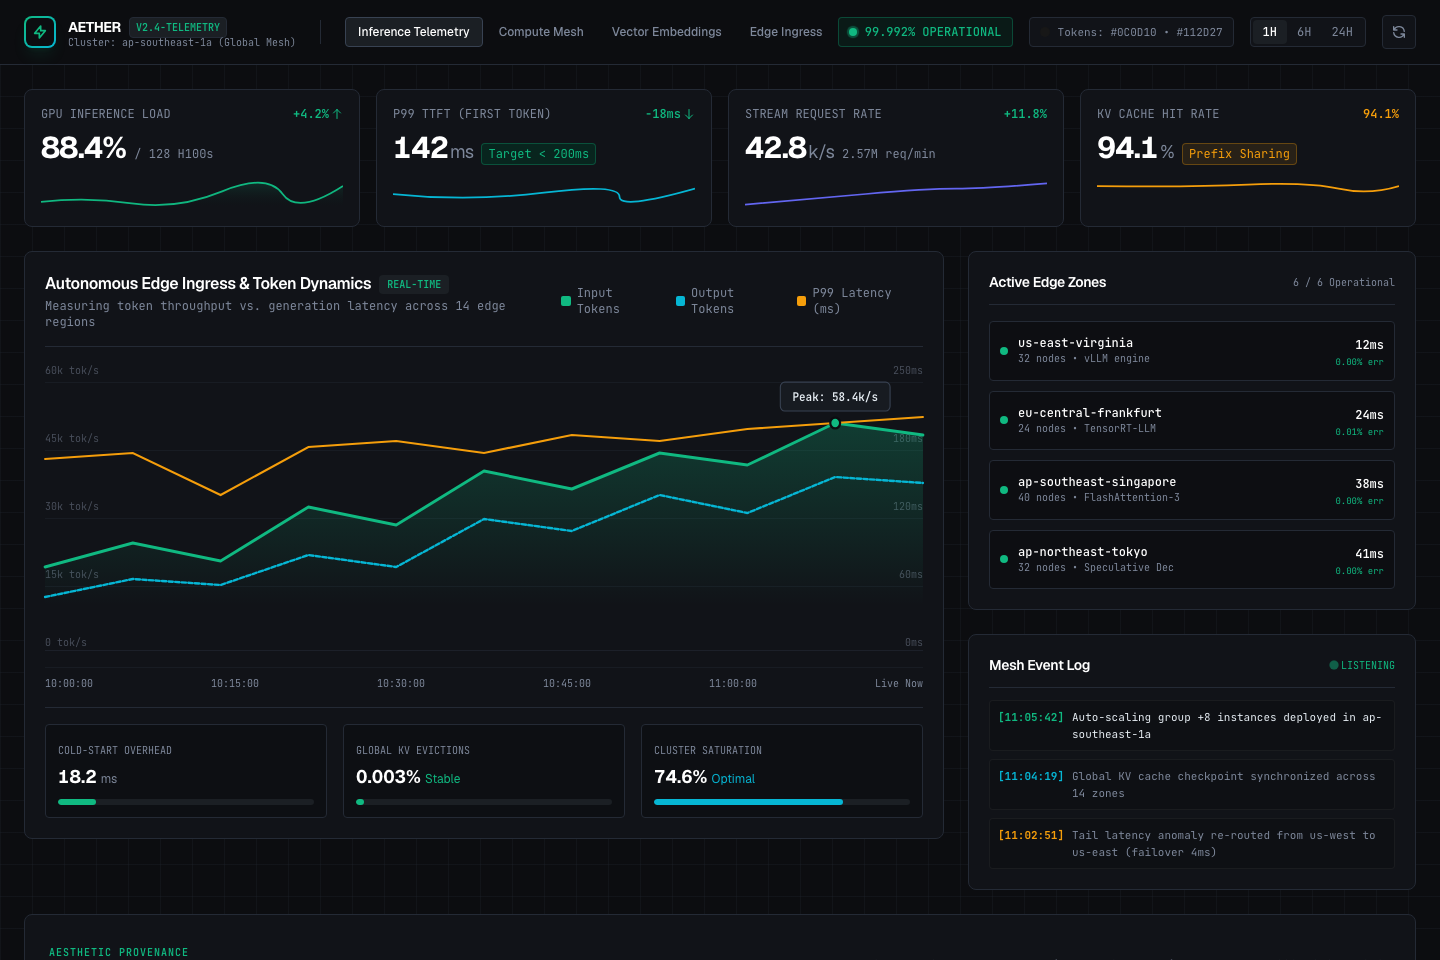 AETHER V2.4-TELEMETRY
Cluster: ap-southeast-1a (Global Mesh)
Inference Telemetry
Compute Mesh
Vector Embeddings
Edge Ingress
99.992% OPERATIONAL
Tokens: #0C0D10 • #112D27
1H 6H 24H
GPU INFERENCE LOAD +4.2%↑
88.4% / 128 H100s
P99 TTFT (FIRST TOKEN) -18ms↓
142ms Target < 200ms
STREAM REQUEST RATE +11.8%
42.8k/s 2.57M req/min
KV CACHE HIT RATE 94.1%
94.1% Prefix Sharing
Autonomous Edge Ingress & Token Dynamics REAL-TIME
Measuring token throughput vs. generation latency across 14 edge
regions
Input
Tokens
Output
Tokens
P99 Latency
(ms)
60k tok/s 250ms
Peak: 58.4k/s
45k tok/s 180ms
30k tok/s 120ms
15k tok/s 60ms
0 tok/s 0ms
10:00:00 10:15:00 10:30:00 10:45:00 11:00:00 Live Now
COLD-START OVERHEAD
18.2 ms
GLOBAL KV EVICTIONS
0.003% Stable
CLUSTER SATURATION
74.6% Optimal
Active Edge Zones 6 / 6 Operational
us-east-virginia 12ms
32 nodes • vLLM engine 0.00% err
eu-central-frankfurt 24ms
24 nodes • TensorRT-LLM 0.01% err
ap-southeast-singapore 38ms
40 nodes • FlashAttention-3 0.00% err
ap-northeast-tokyo 41ms
32 nodes • Speculative Dec 0.00% err
Mesh Event Log LISTENING
[11:05:42] Auto-scaling group +8 instances deployed in ap-
southeast-1a
[11:04:19] Global KV cache checkpoint synchronized across
14 zones
[11:02:51] Tail latency anomaly re-routed from us-west to
us-east (failover 4ms)
AESTHETIC PROVENANCE